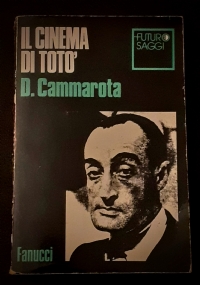 IL CINEMA
DI TOTO'
D. Cammarota
FUTURO
SAGGI
Fanucci